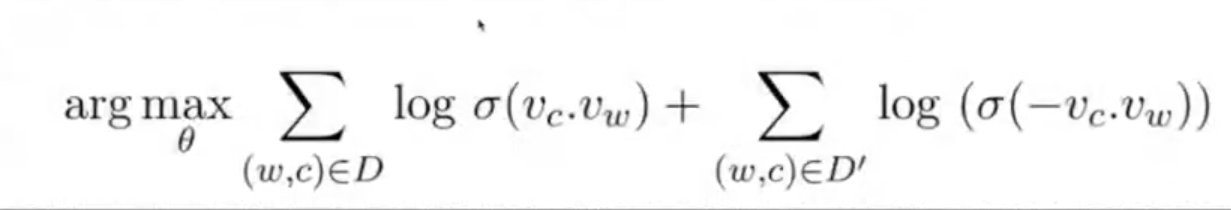 arg max_θ ∑_{(w,c)∈D} log σ(v_c.v_w) + ∑_{(w,c)∈D′} log (σ(−v_c.v_w))